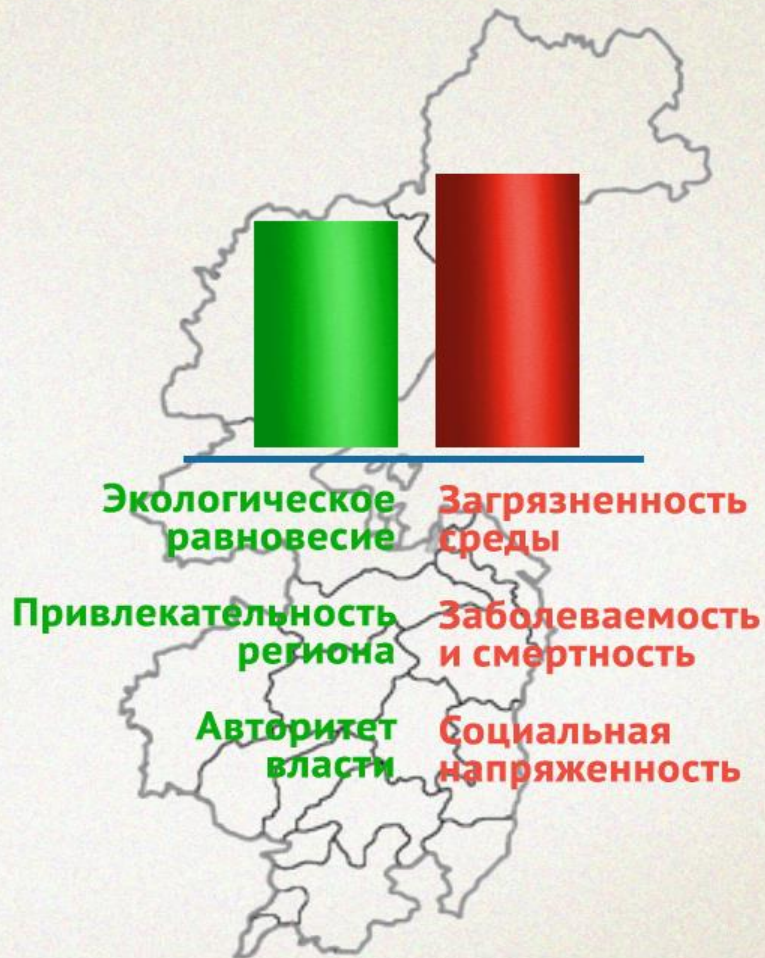 Экологическое
равновесие
Привлекательность
региона
Авторитет
власти
Загрязненность
среды
Заболеваемость
и смертность
Социальная
напряженность